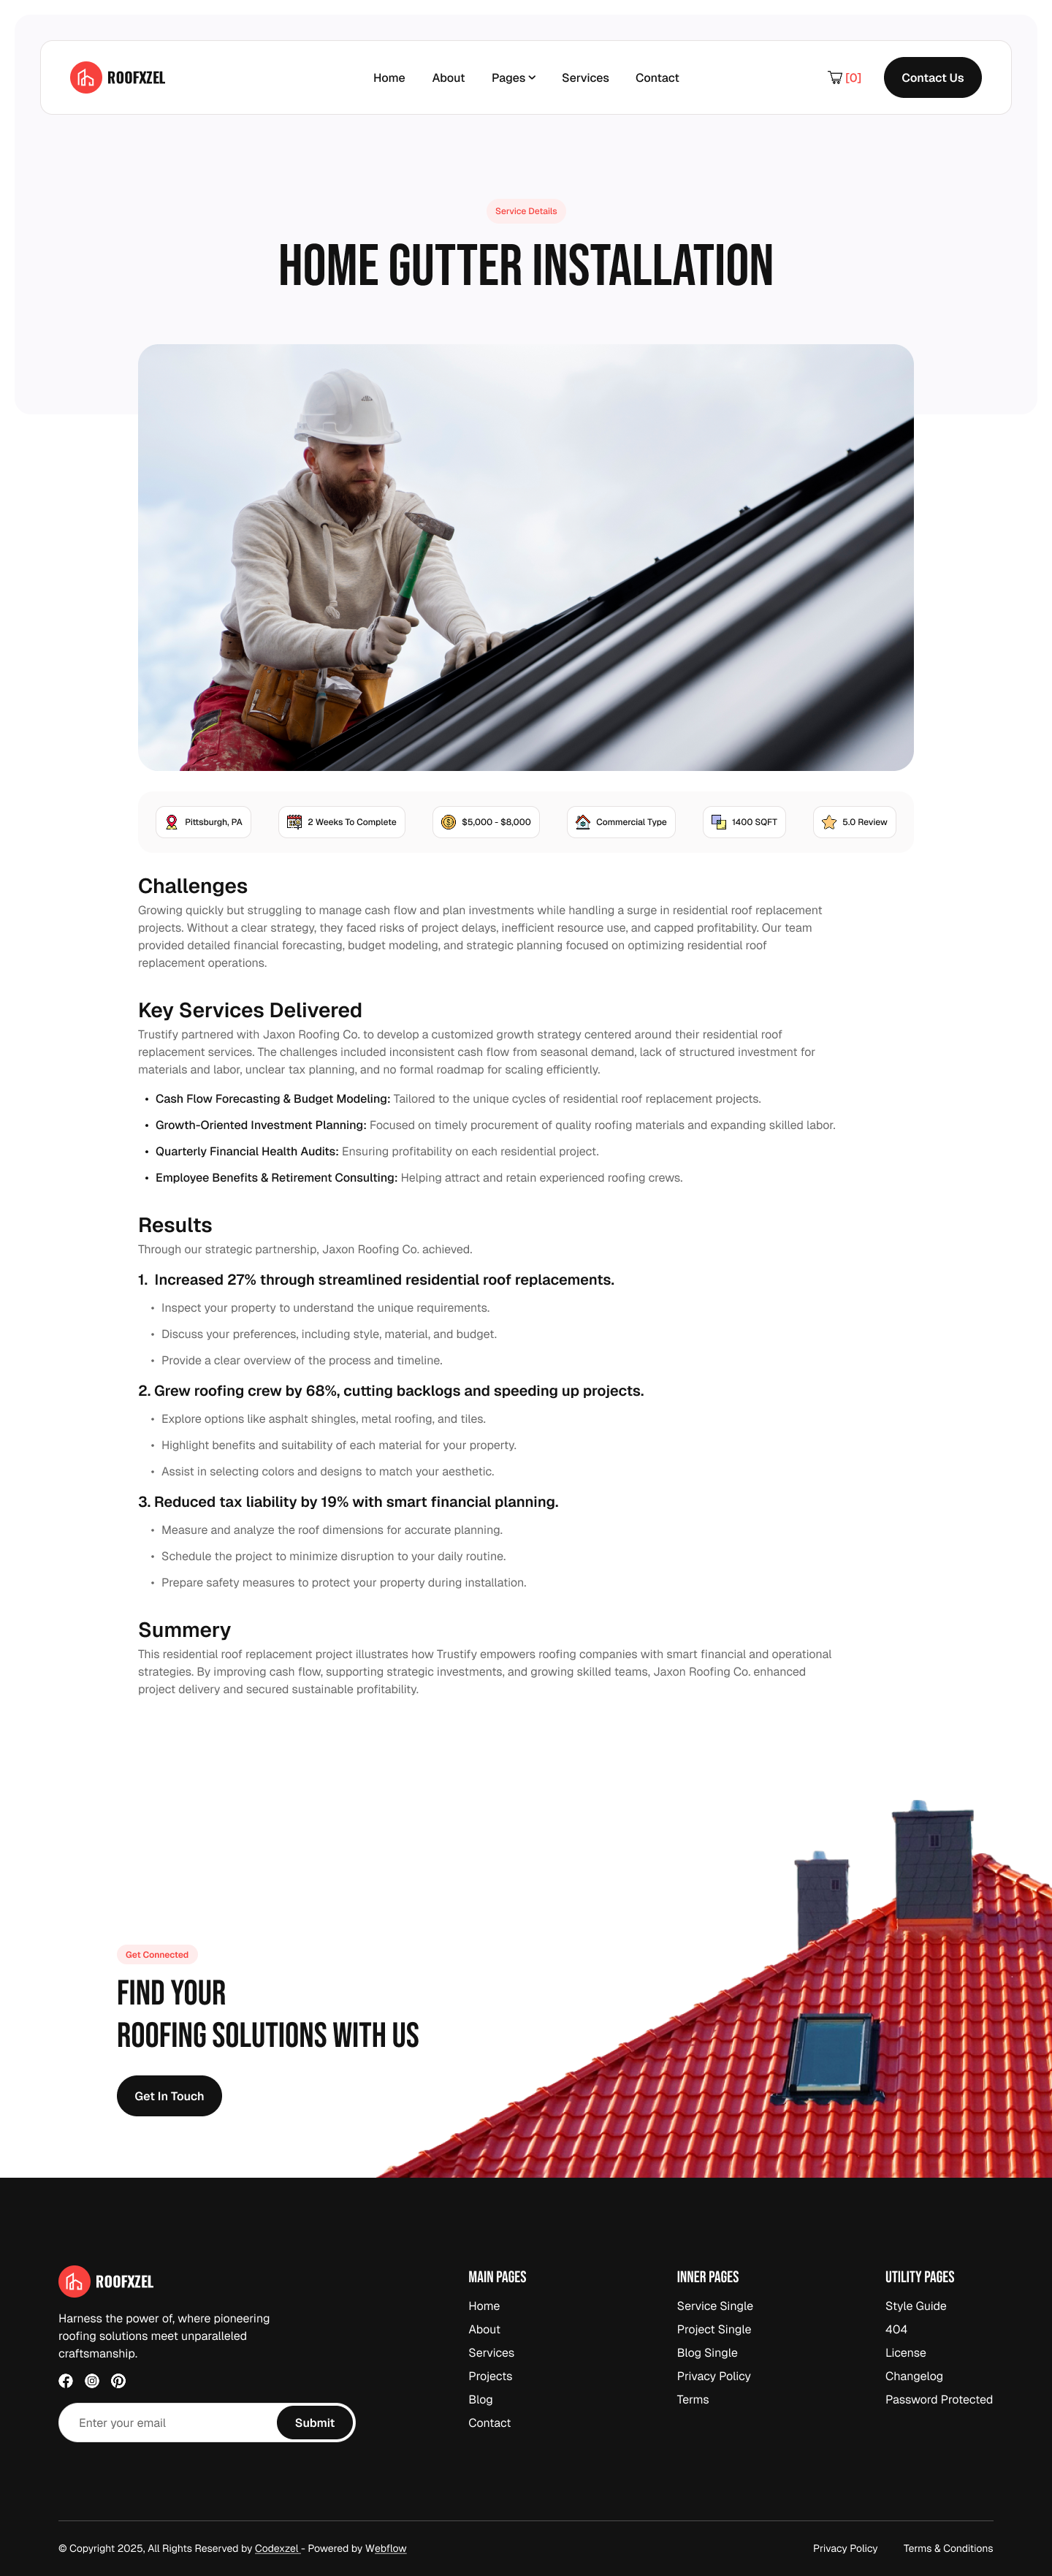 ROOFXZEL
Home About Pages Services Contact [0] Contact Us
Service Details
HOME GUTTER INSTALLATION
Pittsburgh, PA 2 Weeks To Complete $5,000 - $8,000 Commercial Type 1400 SQFT 5.0 Review
Challenges
Growing quickly but struggling to manage cash flow and plan investments while handling a surge in residential roof replacement
projects. Without a clear strategy, they faced risks of project delays, inefficient resource use, and capped profitability. Our team
provided detailed financial forecasting, budget modeling, and strategic planning focused on optimizing residential roof
replacement operations.
Key Services Delivered
Trustify partnered with Jaxon Roofing Co. to develop a customized growth strategy centered around their residential roof
replacement services. The challenges included inconsistent cash flow from seasonal demand, lack of structured investment for
materials and labor, unclear tax planning, and no formal roadmap for scaling efficiently.
• Cash Flow Forecasting & Budget Modeling: Tailored to the unique cycles of residential roof replacement projects.
• Growth-Oriented Investment Planning: Focused on timely procurement of quality roofing materials and expanding skilled labor.
• Quarterly Financial Health Audits: Ensuring profitability on each residential project.
• Employee Benefits & Retirement Consulting: Helping attract and retain experienced roofing crews.
Results
Through our strategic partnership, Jaxon Roofing Co. achieved.
1. Increased 27% through streamlined residential roof replacements.
• Inspect your property to understand the unique requirements.
• Discuss your preferences, including style, material, and budget.
• Provide a clear overview of the process and timeline.
2. Grew roofing crew by 68%, cutting backlogs and speeding up projects.
• Explore options like asphalt shingles, metal roofing, and tiles.
• Highlight benefits and suitability of each material for your property.
• Assist in selecting colors and designs to match your aesthetic.
3. Reduced tax liability by 19% with smart financial planning.
• Measure and analyze the roof dimensions for accurate planning.
• Schedule the project to minimize disruption to your daily routine.
• Prepare safety measures to protect your property during installation.
Summery
This residential roof replacement project illustrates how Trustify empowers roofing companies with smart financial and operational
strategies. By improving cash flow, supporting strategic investments, and growing skilled teams, Jaxon Roofing Co. enhanced
project delivery and secured sustainable profitability.
Get Connected
FIND YOUR
ROOFING SOLUTIONS WITH US
Get In Touch
ROOFXZEL
Harness the power of, where pioneering
roofing solutions meet unparalleled
craftsmanship.
Enter your email Submit
MAIN PAGES
Home
About
Services
Projects
Blog
Contact
INNER PAGES
Service Single
Project Single
Blog Single
Privacy Policy
Terms
UTILITY PAGES
Style Guide
404
License
Changelog
Password Protected
© Copyright 2025, All Rights Reserved by Codexzel - Powered by Webflow
Privacy Policy Terms & Conditions